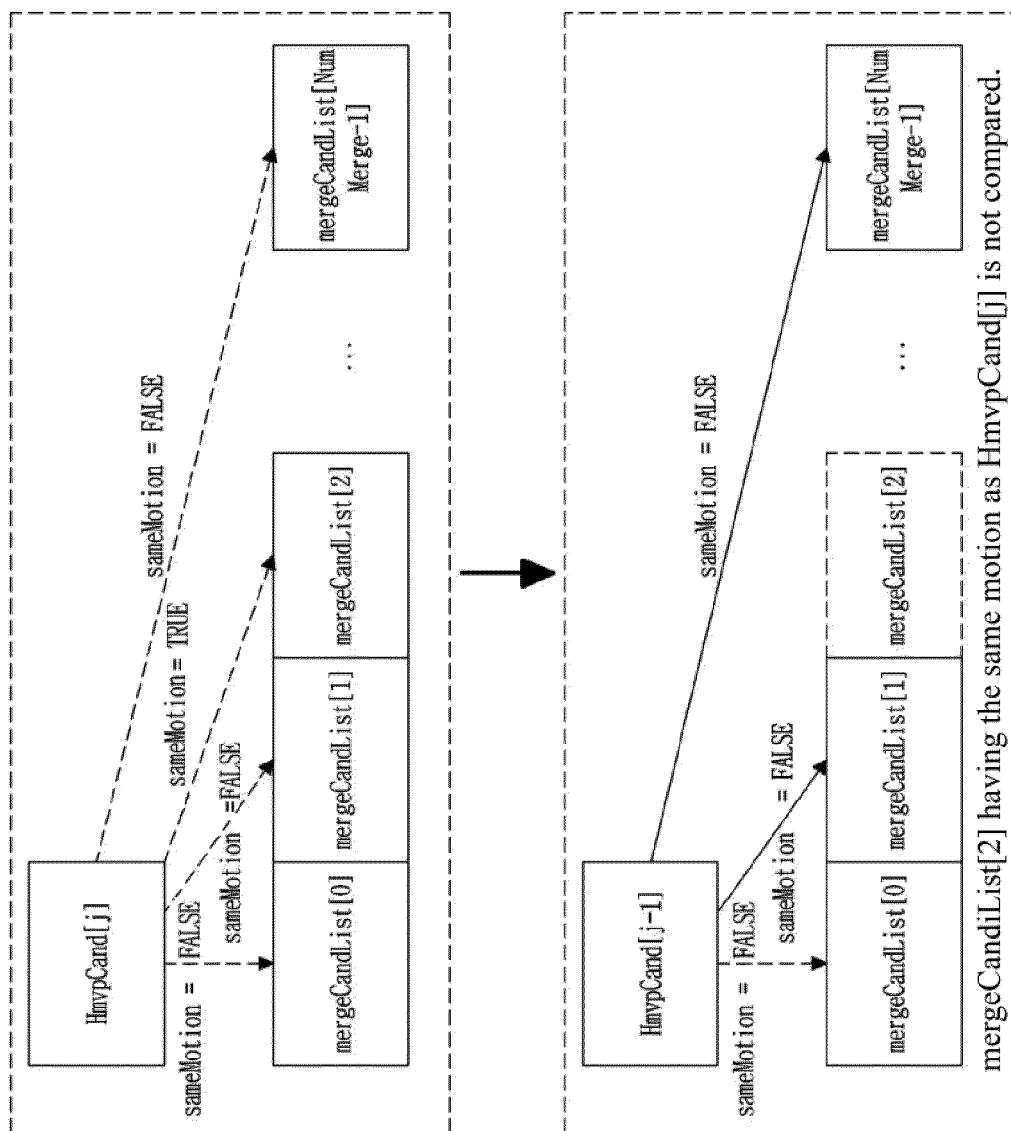 HmvpCand[j]
sameMotion = FALSE
sameMotion =FALSE
sameMotion= TRUE
sameMotion = FALSE
mergeCandList[0]
mergeCandList[1]
mergeCandList[2]
...
mergeCandList[Num
Merge-1]
HmvpCand[j-1]
sameMotion = FALSE
sameMotion = FALSE
sameMotion = FALSE
mergeCandList[0]
mergeCandList[1]
mergeCandList[2]
...
mergeCandList[Num
Merge-1]
mergeCandiList[2] having the same motion as HmvpCand[j] is not compared.